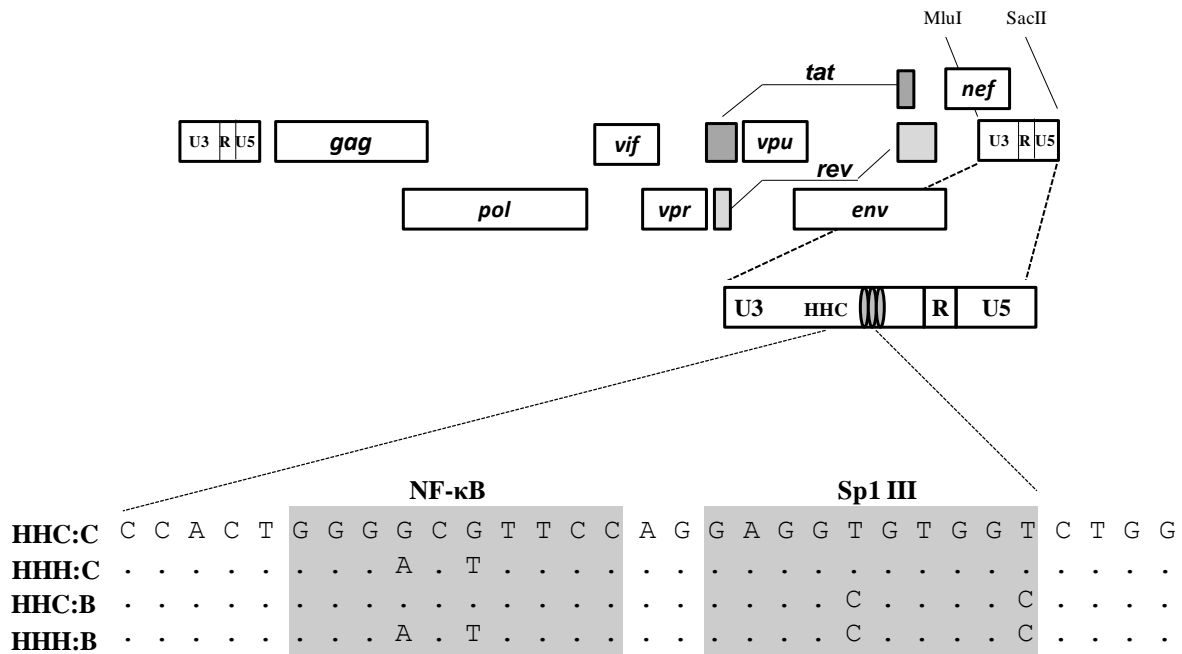 MluI SacII
tat
nef
U3 R U5 gag vif vpu U3 R U5
rev
pol vpr env
U3 HHC R U5
NF-κB Sp1 III
HHC:C C C A C T G G G G C G T T C C A G G A G G T G T G G T C T G G
HHH:C . . . . . . . . A . T . . . . . . . . . . . . . . . . . . . .
HHC:B . . . . . . . . . . . . . . . . . . . . . C . . . . C . . . .
HHH:B . . . . . . . . A . T . . . . . . . . . . C . . . . C . . . .